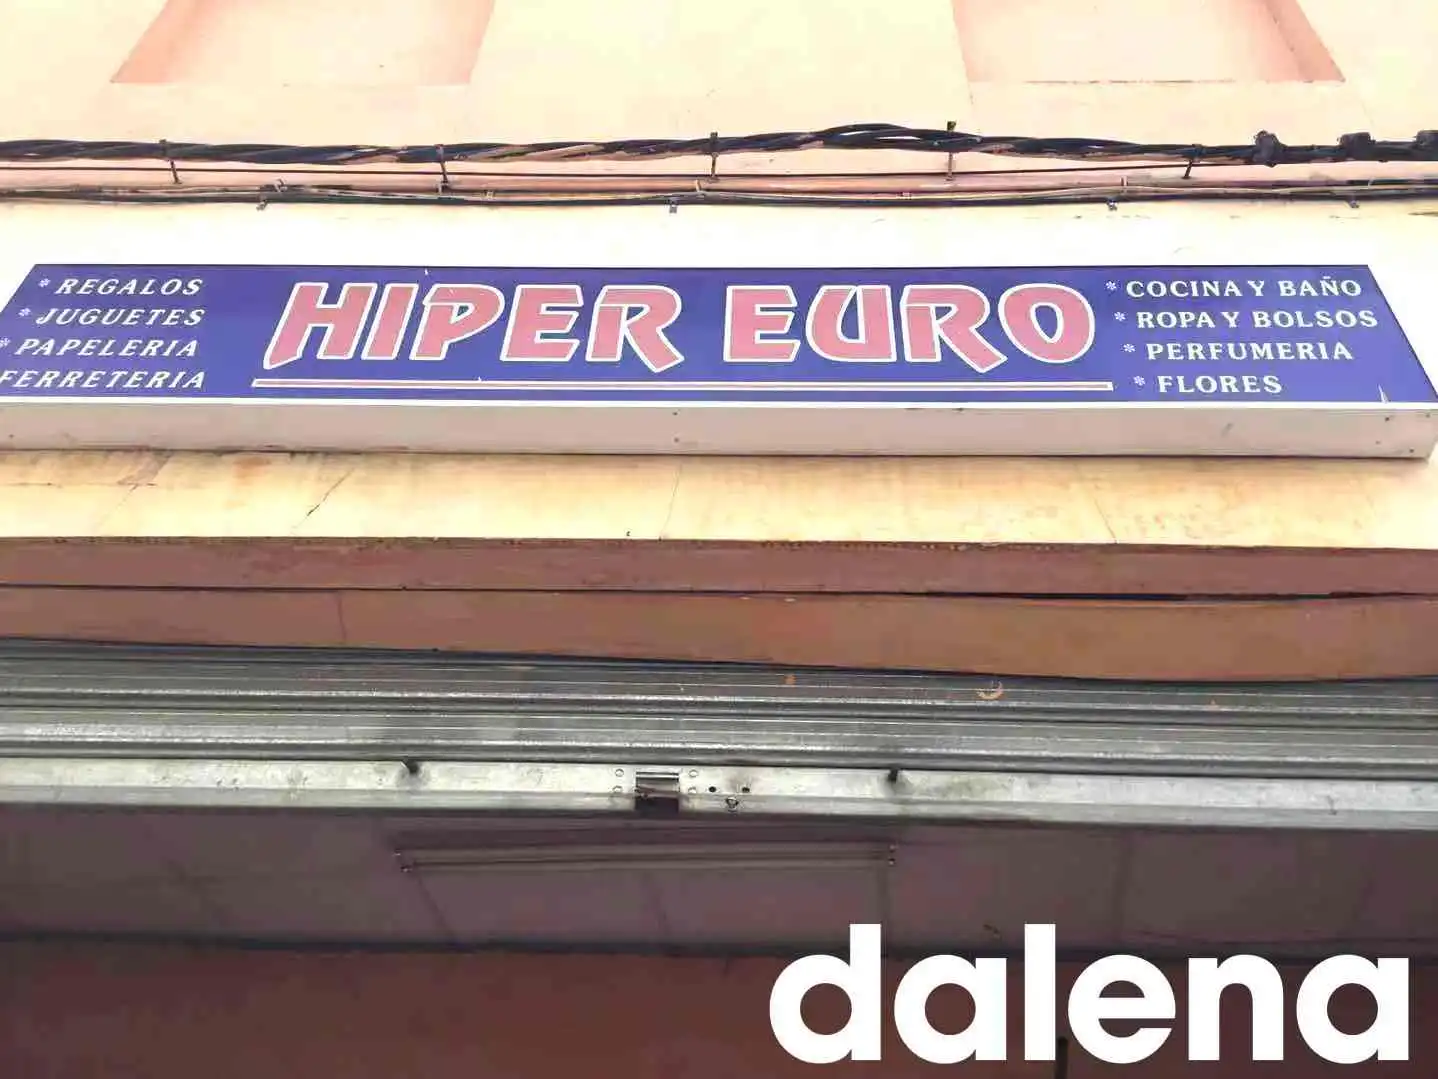 * REGALOS
* JUGUETES
* PAPELERIA
FERRETERIA
HIPER EURO
* COCINA Y BAÑO
* ROPA Y BOLSOS
* PERFUMERIA
* FLORES
dalena